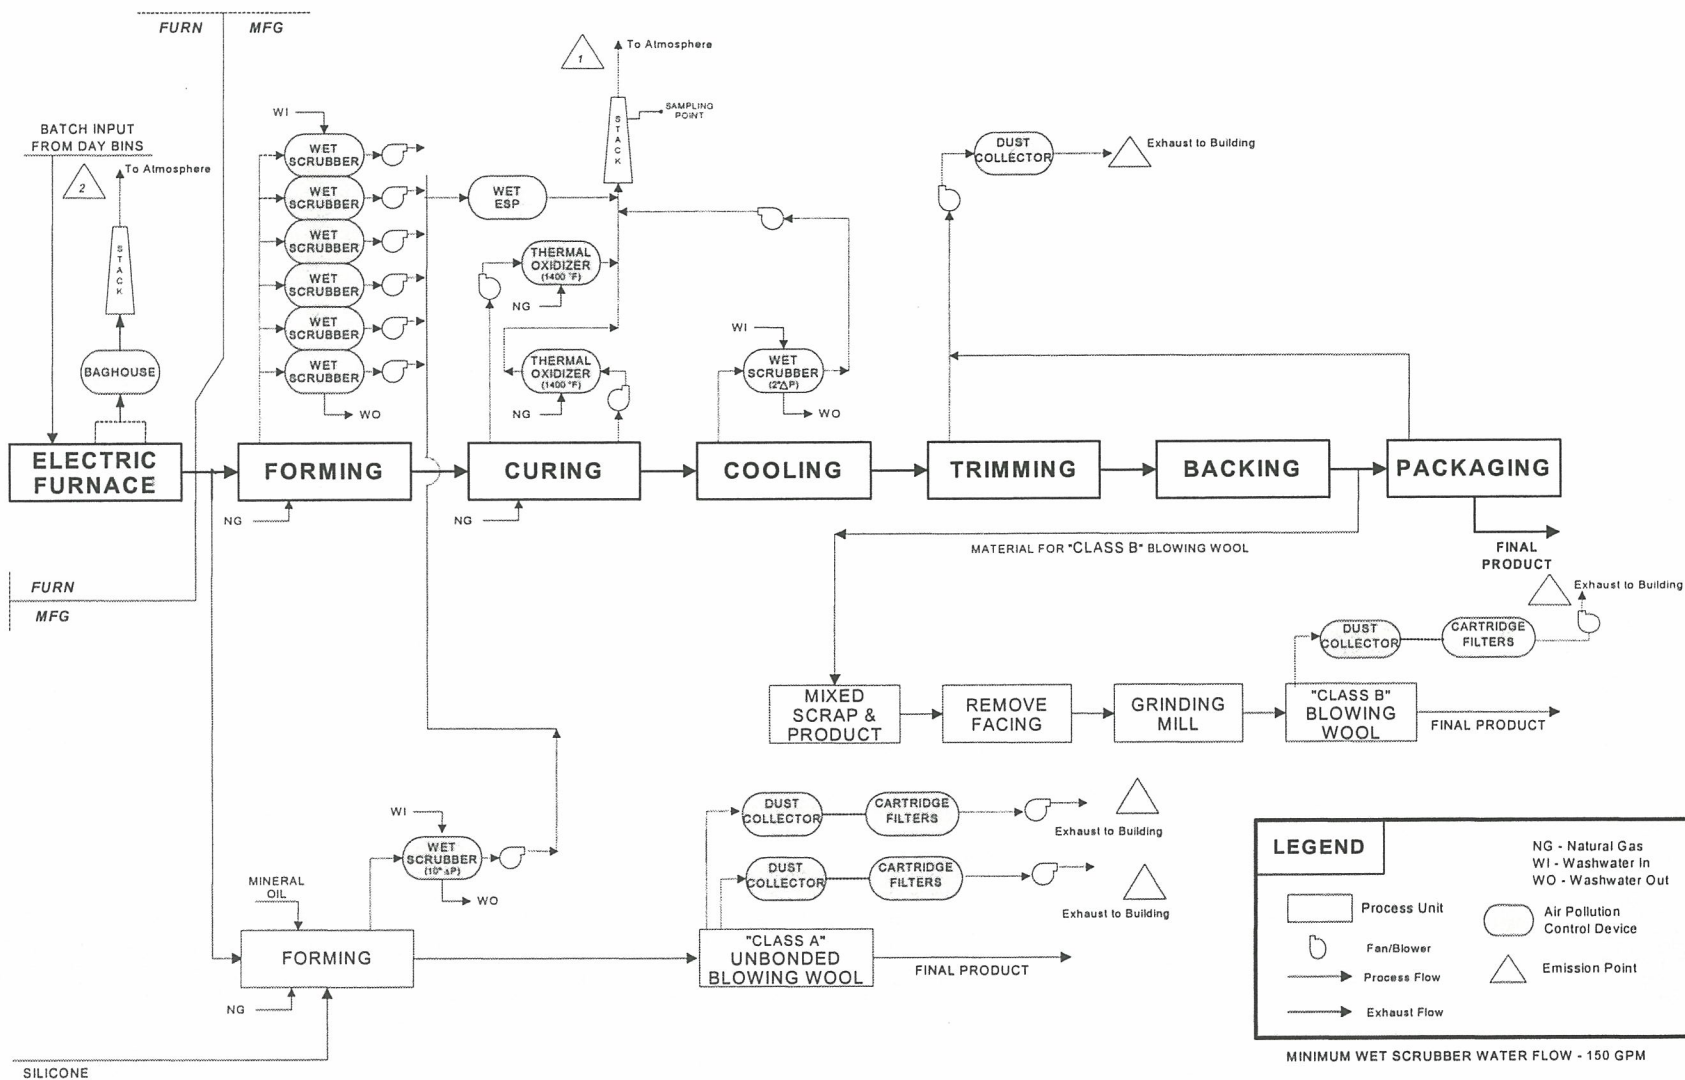 FURN
MFG
1
To Atmosphere
STACK
SAMPLING
POINT
BATCH INPUT
FROM DAY BINS
2
To Atmosphere
STACK
BAGHOUSE
WI
WET
SCRUBBER
WET
SCRUBBER
WET
SCRUBBER
WET
SCRUBBER
WET
SCRUBBER
WET
SCRUBBER
WO
WET
ESP
THERMAL
OXIDIZER
(1400 °F)
NG
THERMAL
OXIDIZER
(1400 °F)
NG
WI
WET
SCRUBBER
(2"△P)
WO
DUST
COLLECTOR
Exhaust to Building
ELECTRIC
FURNACE
FORMING
CURING
COOLING
TRIMMING
BACKING
PACKAGING
NG
NG
MATERIAL FOR "CLASS B" BLOWING WOOL
FINAL
PRODUCT
FURN
MFG
Exhaust to Building
DUST
COLLECTOR
CARTRIDGE
FILTERS
MIXED
SCRAP &
PRODUCT
REMOVE
FACING
GRINDING
MILL
"CLASS B"
BLOWING
WOOL
FINAL PRODUCT
DUST
COLLECTOR
CARTRIDGE
FILTERS
Exhaust to Building
DUST
COLLECTOR
CARTRIDGE
FILTERS
Exhaust to Building
WI
WET
SCRUBBER
(10" △P)
WO
MINERAL
OIL
FORMING
NG
SILICONE
"CLASS A"
UNBONDED
BLOWING WOOL
FINAL PRODUCT
LEGEND
NG - Natural Gas
WI - Washwater In
WO - Washwater Out
Process Unit
Air Pollution
Control Device
Fan/Blower
Emission Point
Process Flow
Exhaust Flow
MINIMUM WET SCRUBBER WATER FLOW - 150 GPM